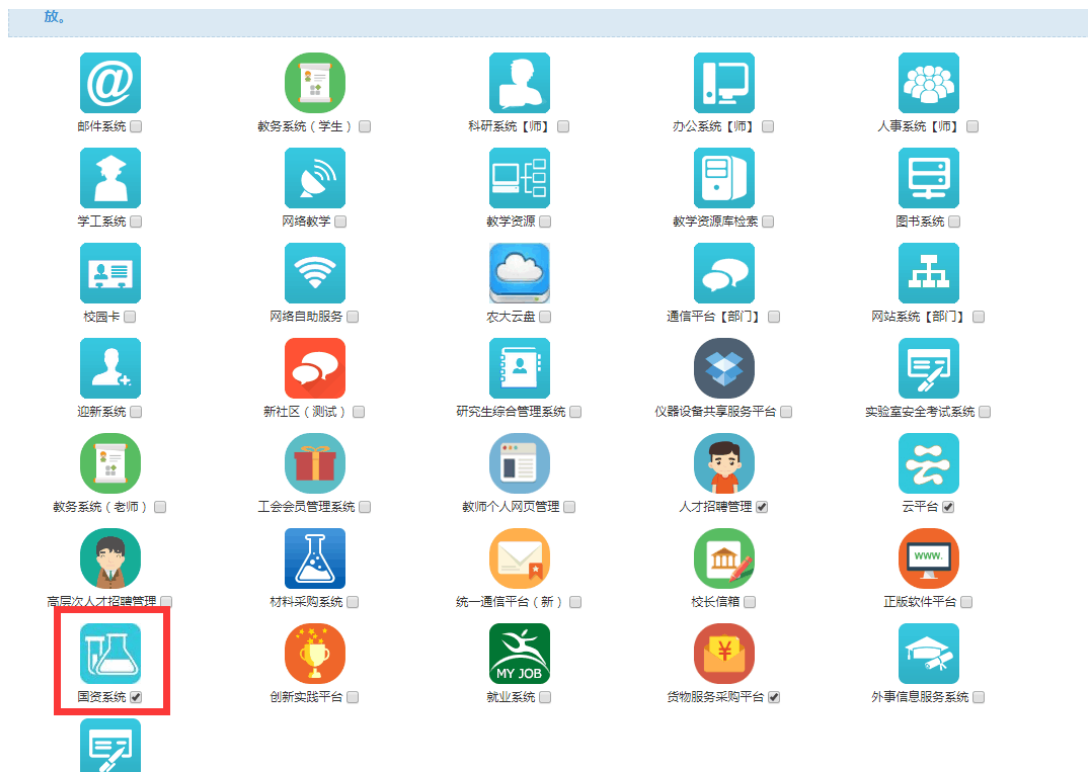 放。
邮件系统
教务系统（学生）
科研系统【师】
办公系统【师】
人事系统【师】
学工系统
网络教学
教学资源
教学资源库检索
图书系统
校园卡
网络自助服务
农大云盘
通信平台【部门】
网站系统【部门】
迎新系统
新社区（测试）
研究生综合管理系统
仪器设备共享服务平台
实验室安全考试系统
云
教务系统（老师）
工会会员管理系统
教师个人网页管理
人才招聘管理
云平台
www.
高层次人才招聘管理
材料采购系统
统一通信平台（新）
校长信箱
正版软件平台
MY JOB
国资系统
创新实践平台
就业系统
货物服务采购平台
外事信息服务系统